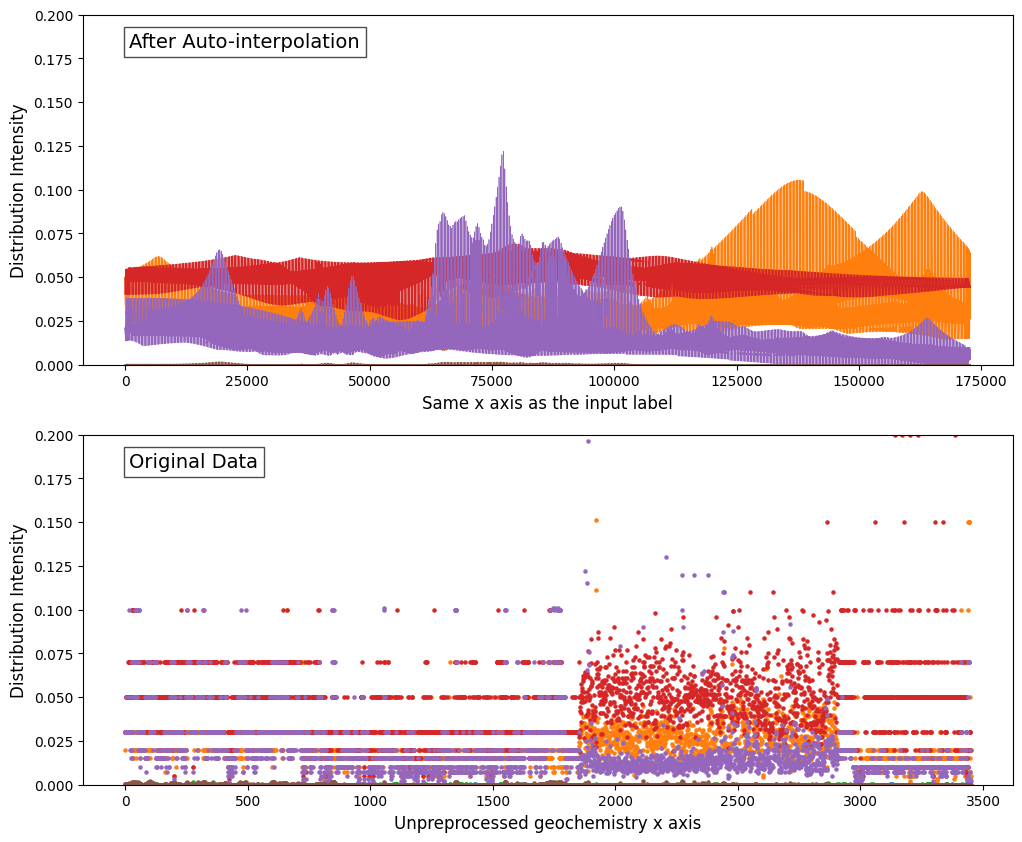 After Auto-interpolation
Distribution Intensity
0.200
0.175
0.150
0.125
0.100
0.075
0.050
0.025
0.000
0 25000 50000 75000 100000 125000 150000 175000
Same x axis as the input label
Original Data
Distribution Intensity
0.200
0.175
0.150
0.125
0.100
0.075
0.050
0.025
0.000
0 500 1000 1500 2000 2500 3000 3500
Unpreprocessed geochemistry x axis